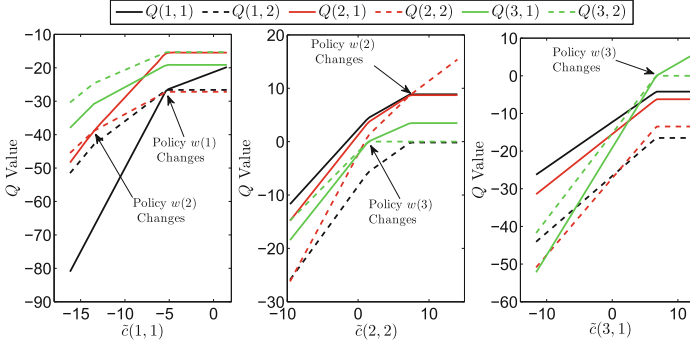 Q(1,1) Q(1,2) Q(2,1) Q(2,2) Q(3,1) Q(3,2)
Q Value
−10
−20
−30
−40
−50
−60
−70
−80
−90
−15 −10 −5 0
c̃(1,1)
Policy w(1)
Changes
Policy w(2)
Changes
Q Value
20
10
0
−10
−20
−30
−10 0 10
c̃(2,2)
Policy w(2)
Changes
Policy w(3)
Changes
Q Value
10
0
−10
−20
−30
−40
−50
−60
−10 0 10
c̃(3,1)
Policy w(3)
Changes